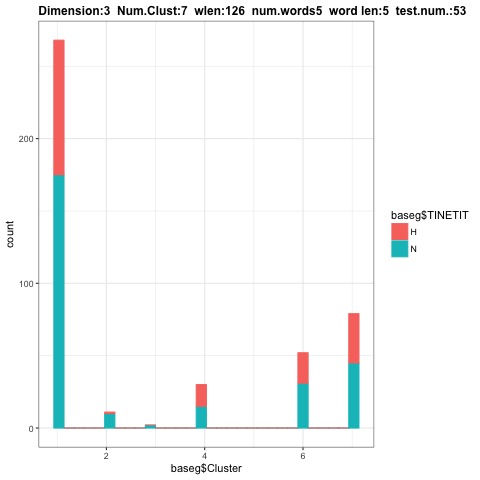 Dimension:3  Num.Clust:7  wlen:126  num.words5  word len:5  test.num.:53
count
200
100
0
2
4
6
baseg$Cluster
baseg$TINETIT
H
N